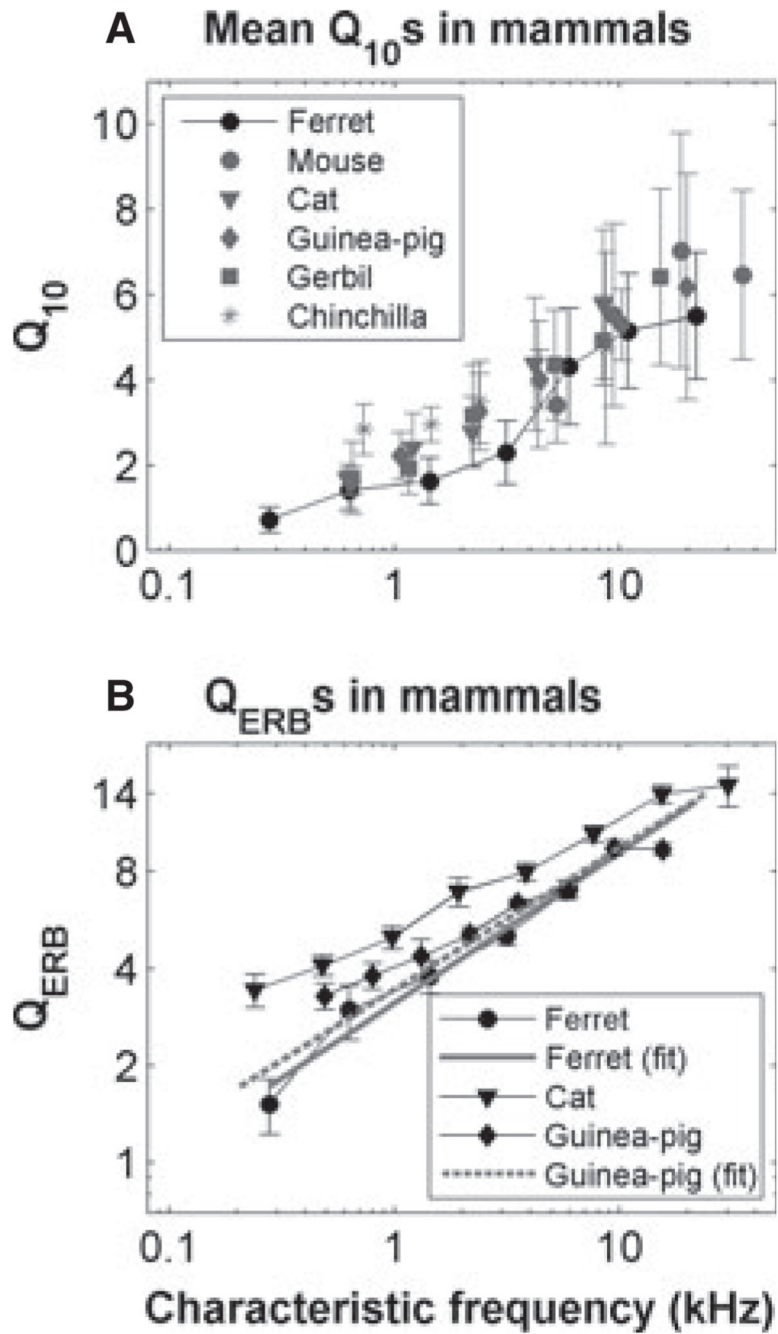 A Mean Q10s in mammals
10
8
6
4
2
0
Q10
Ferret
Mouse
Cat
Guinea-pig
Gerbil
Chinchilla
0.1 1 10
B QERBs in mammals
14
8
4
2
1
QERB
Ferret
Ferret (fit)
Cat
Guinea-pig
Guinea-pig (fit)
0.1 1 10
Characteristic frequency (kHz)